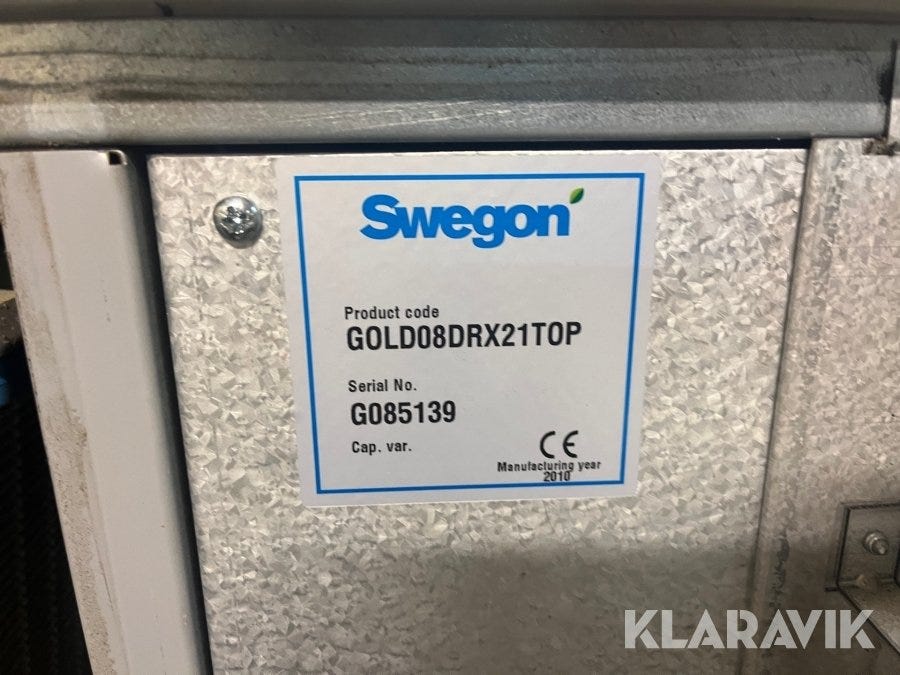 Swegon
Product code
GOLD08DRX21TOP
Serial No.
G085139
Cap. var.
CE
Manufacturing year
2010
KLARAVIK